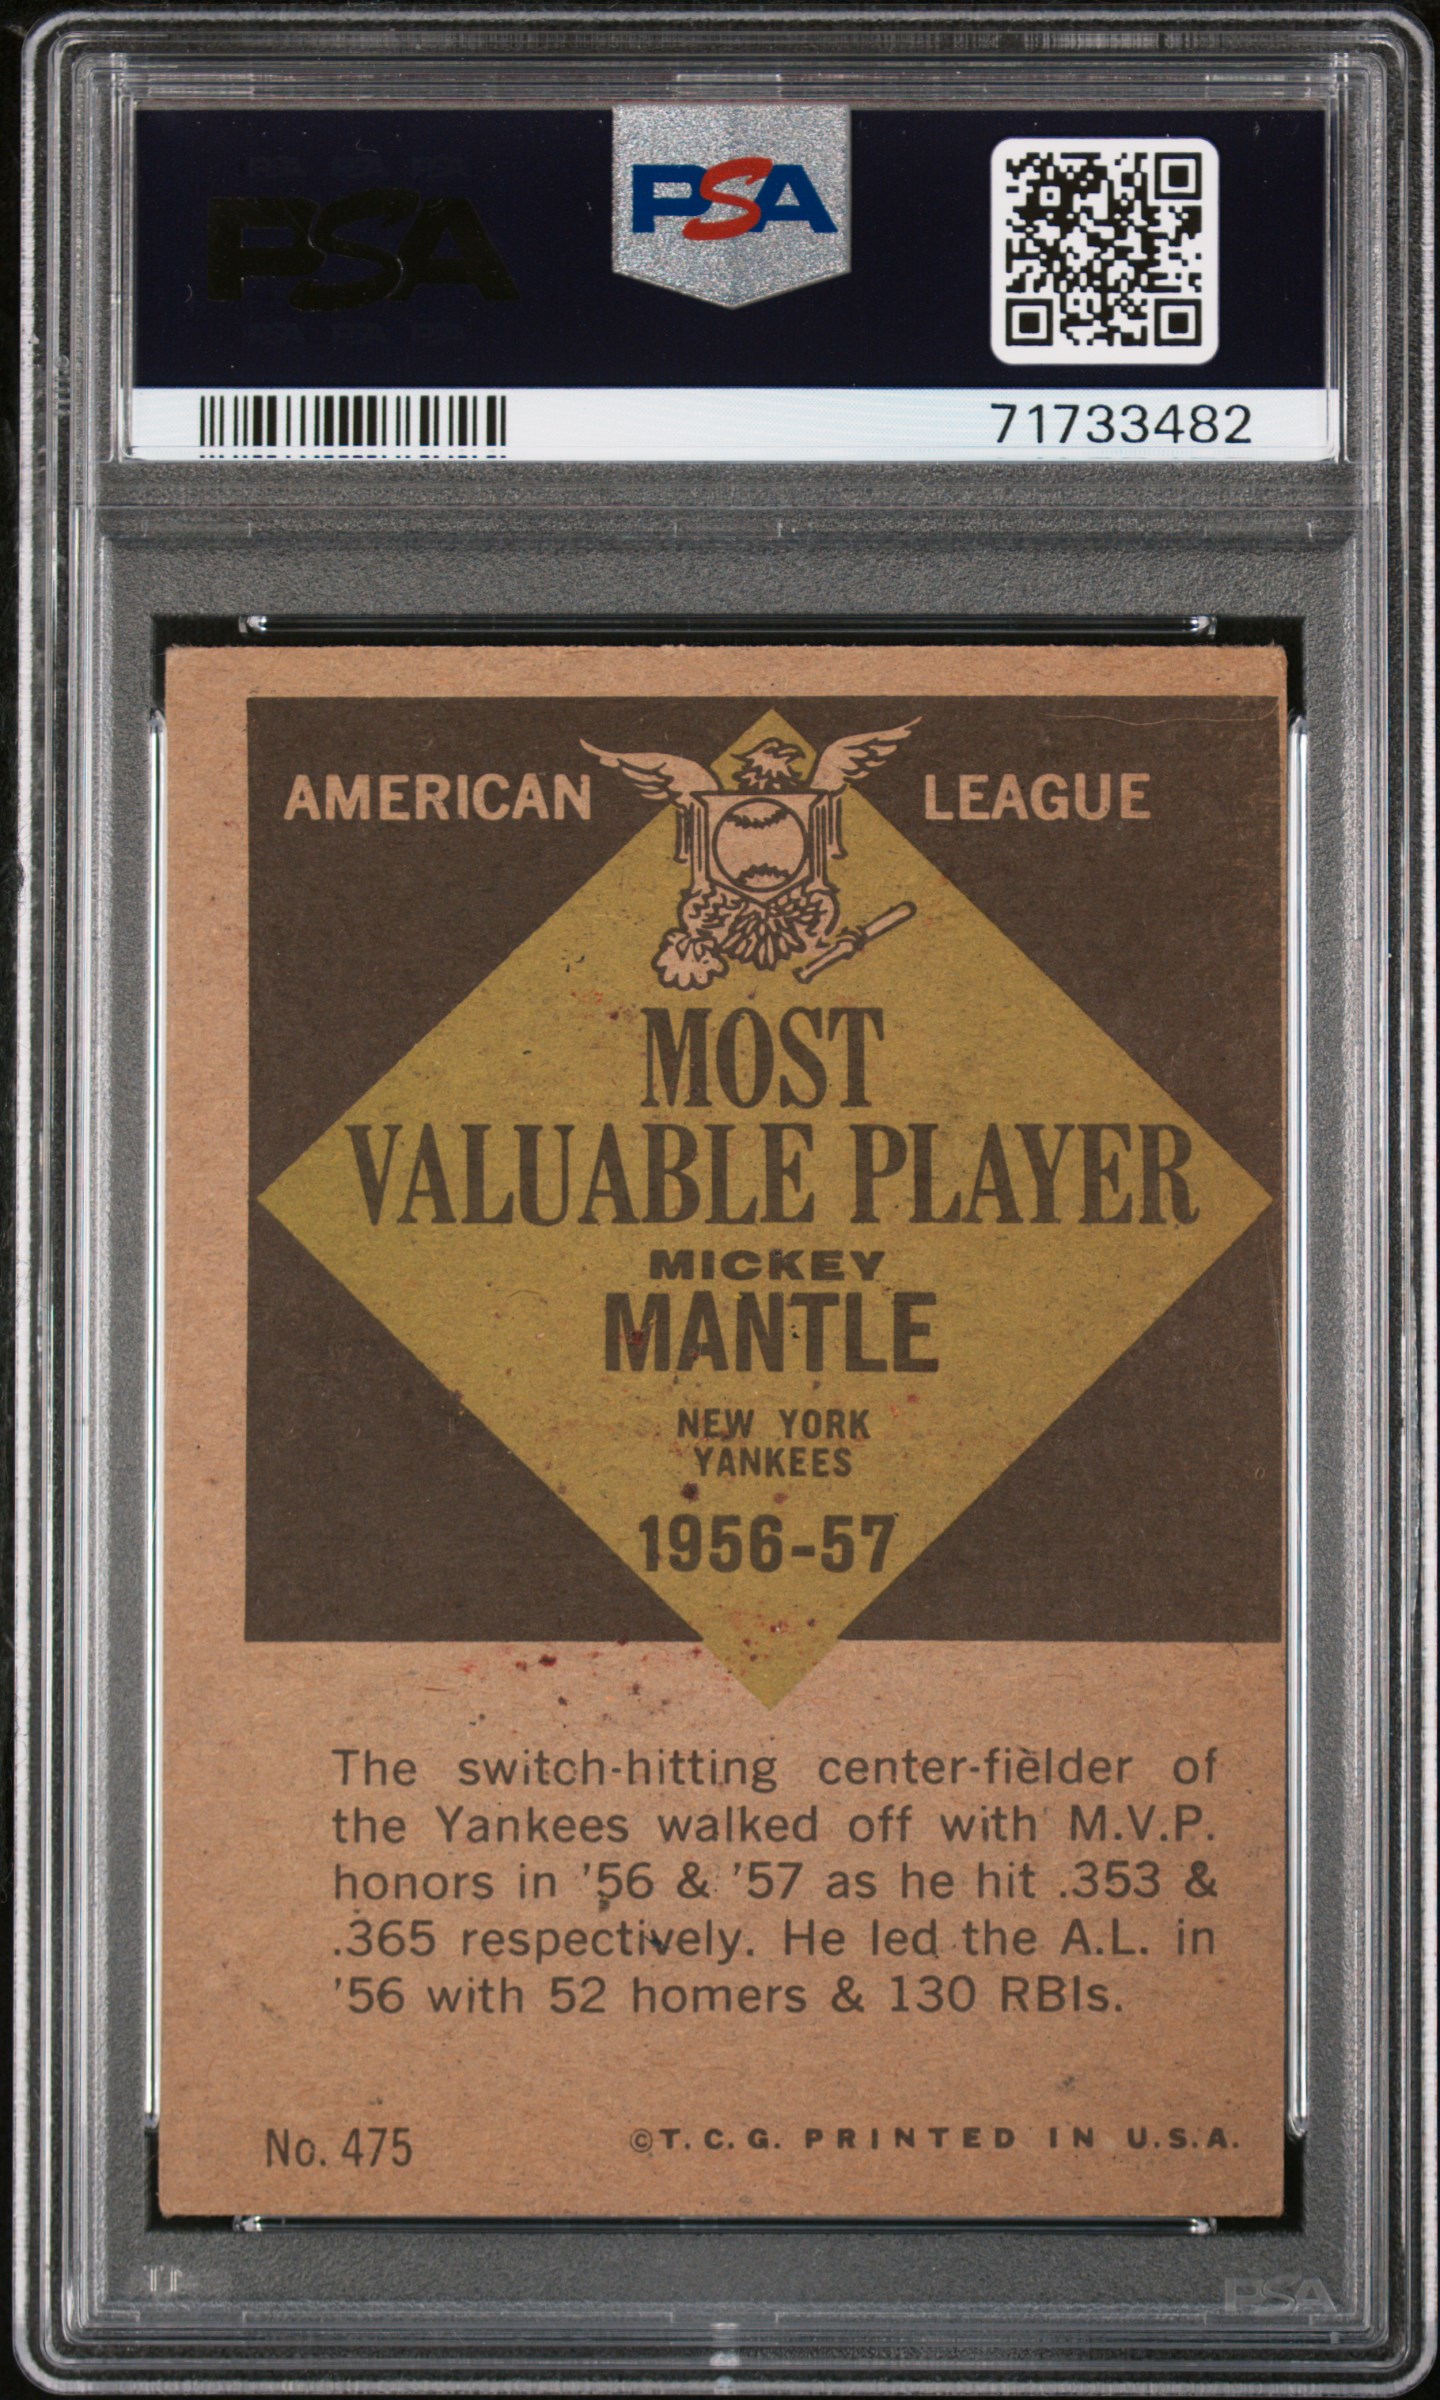 PSA
PSA
71733482
AMERICAN LEAGUE
MOST
VALUABLE PLAYER
MICKEY
MANTLE
NEW YORK
YANKEES
1956-57
The switch-hitting center-fielder of
the Yankees walked off with M.V.P.
honors in '56 & '57 as he hit .353 &
.365 respectively. He led the A.L. in
'56 with 52 homers & 130 RBIs.
No. 475 ©T.C.G. PRINTED IN U.S.A.
PSA